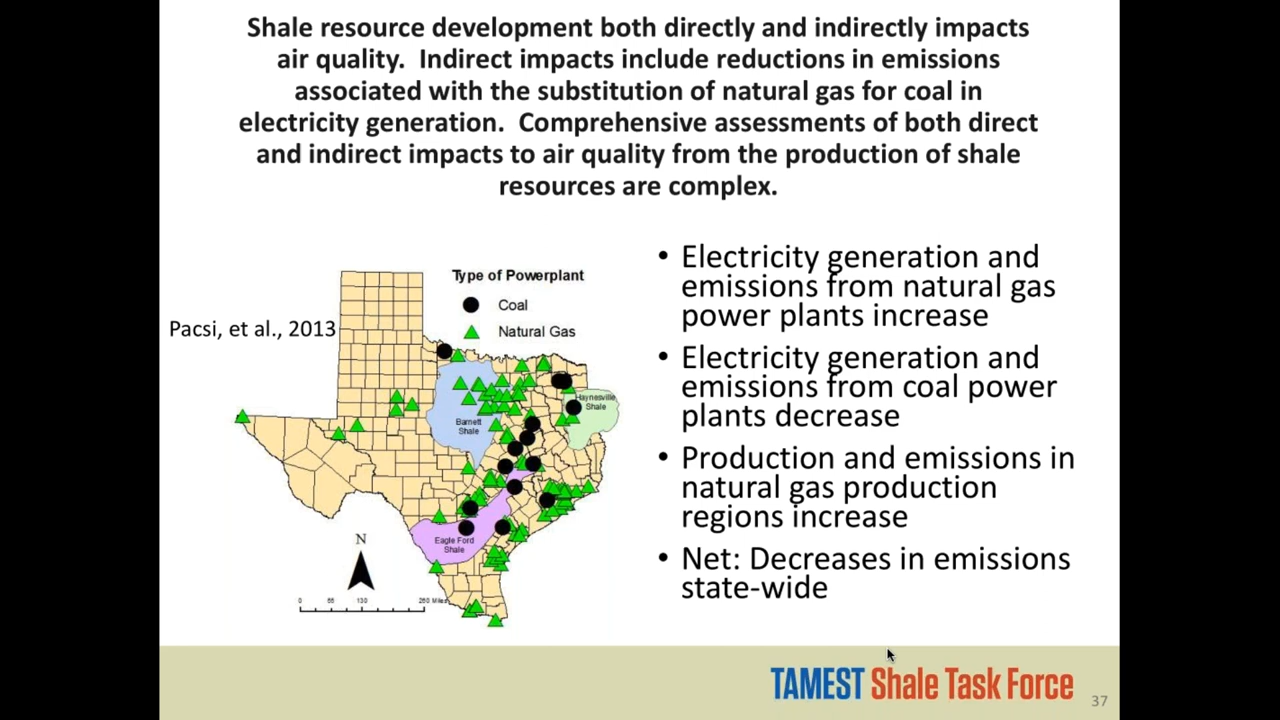 Shale resource development both directly and indirectly impacts
air quality.  Indirect impacts include reductions in emissions
associated with the substitution of natural gas for coal in
electricity generation.  Comprehensive assessments of both direct
and indirect impacts to air quality from the production of shale
resources are complex.
Pacsi, et al., 2013
Type of Powerplant
Coal
Natural Gas
Haynesville
Shale
Barnett
Shale
Eagle Ford
Shale
N
0 65 130 260 Miles
• Electricity generation and
emissions from natural gas
power plants increase
• Electricity generation and
emissions from coal power
plants decrease
• Production and emissions in
natural gas production
regions increase
• Net: Decreases in emissions
state-wide
TAMEST Shale Task Force
37